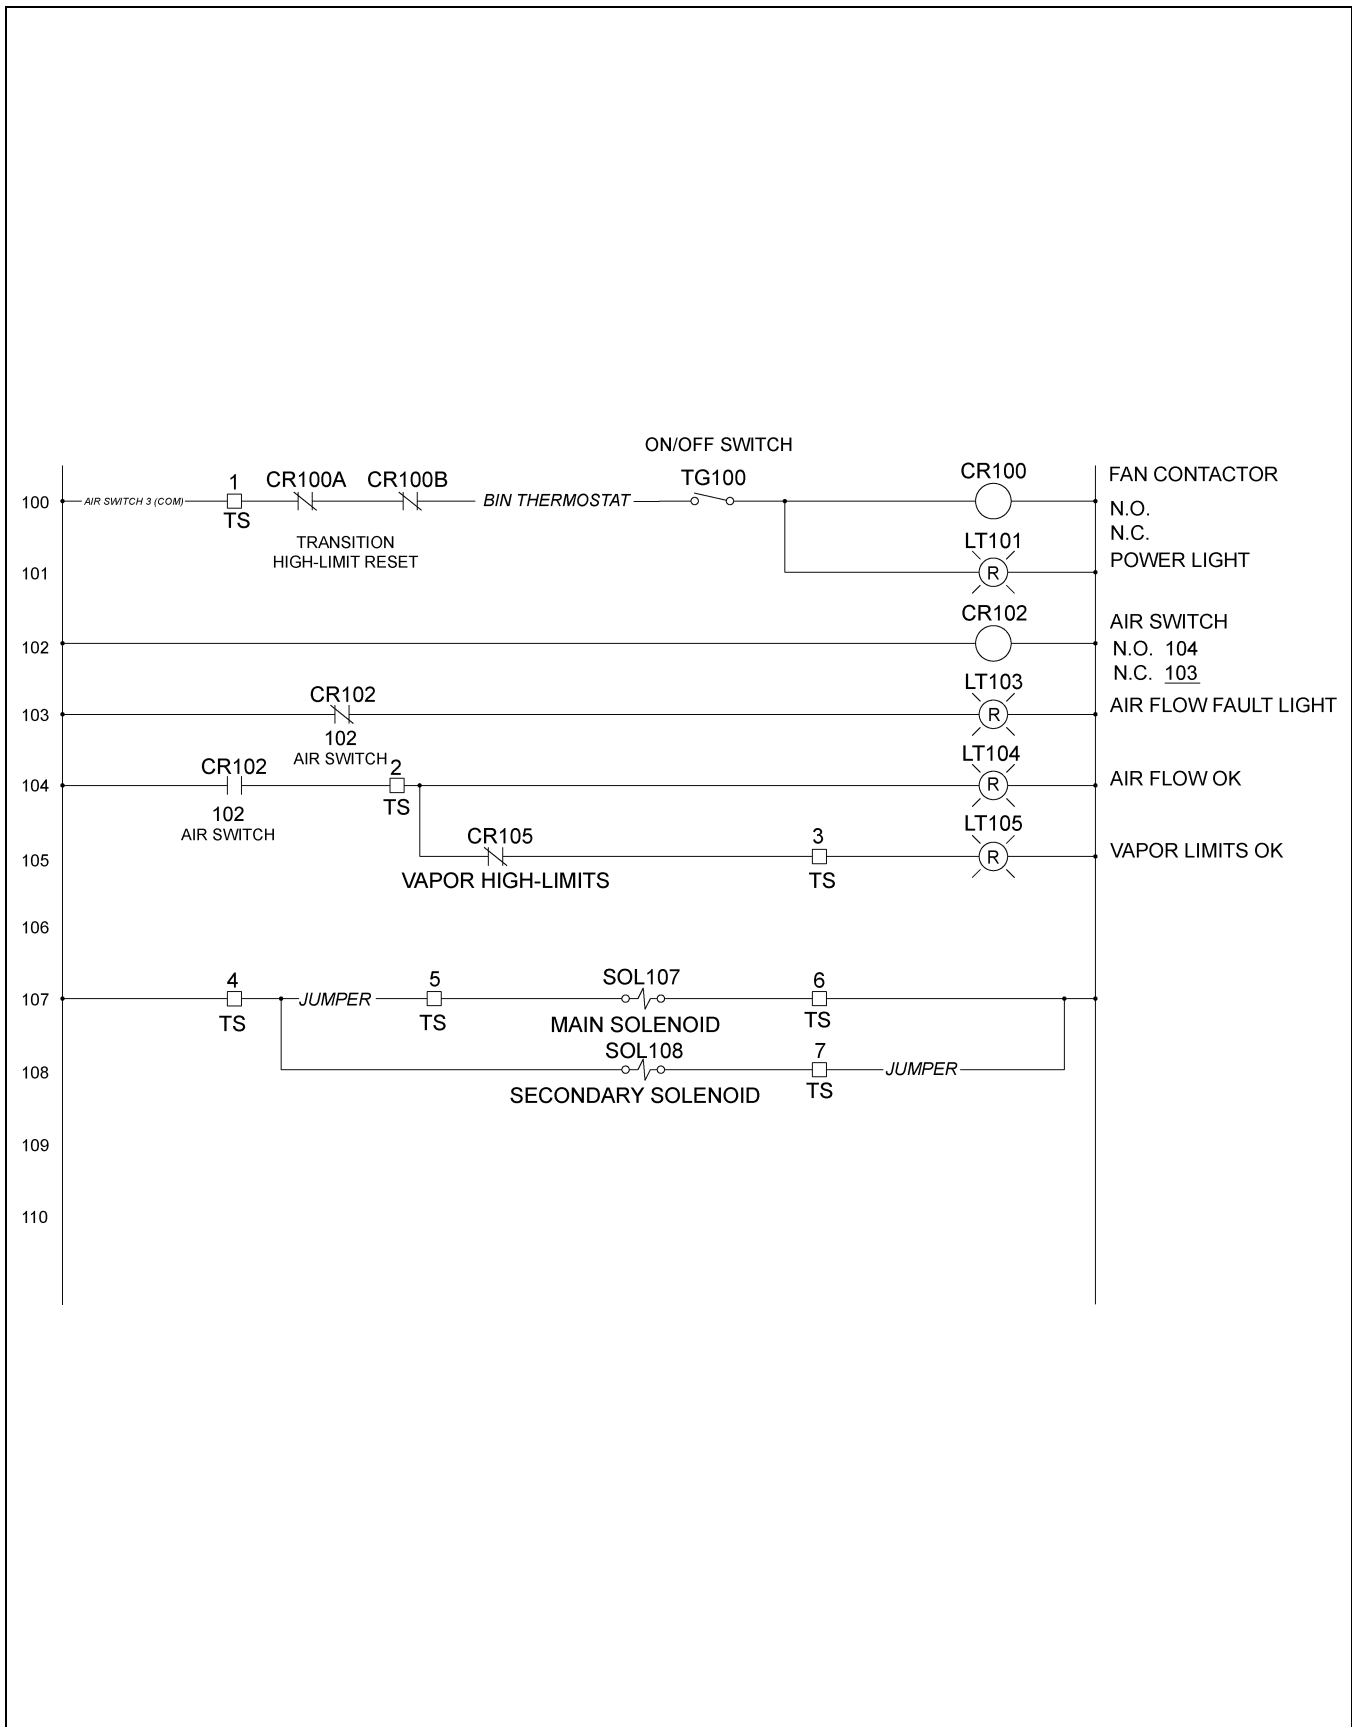 ON/OFF SWITCH
1 CR100A CR100B TG100 CR100 FAN CONTACTOR
100 AIR SWITCH 3 (COM) BIN THERMOSTAT
TS N.O.
N.C.
TRANSITION LT101
HIGH-LIMIT RESET POWER LIGHT
101 R
CR102 AIR SWITCH
102 N.O. 104
N.C. 103
CR102 LT103 AIR FLOW FAULT LIGHT
103 R
102
AIR SWITCH
CR102 2 LT104 AIR FLOW OK
104 R
TS
102
AIR SWITCH
CR105 3 LT105 VAPOR LIMITS OK
105 R
VAPOR HIGH-LIMITS TS
106
4 5 SOL107 6
107 JUMPER
TS TS MAIN SOLENOID TS
SOL108 7
108 JUMPER
SECONDARY SOLENOID TS
109
110